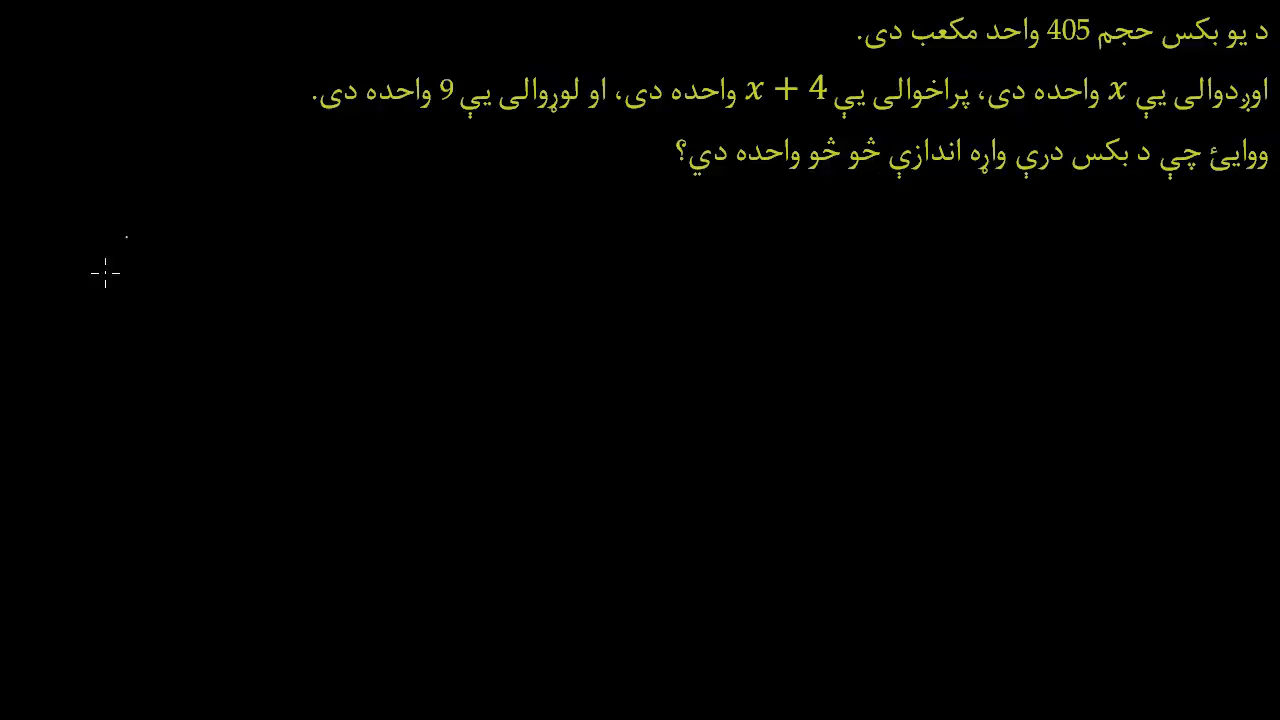 د يو بکس حجم 405 واحد مکعب دی.
اوږدوالی يې x واحده دی، پراخوالی يې x + 4 واحده دی، او لوړوالی يې 9 واحده دی.
ووايئ چې د بکس درې واړه اندازې څو څو واحده دي؟